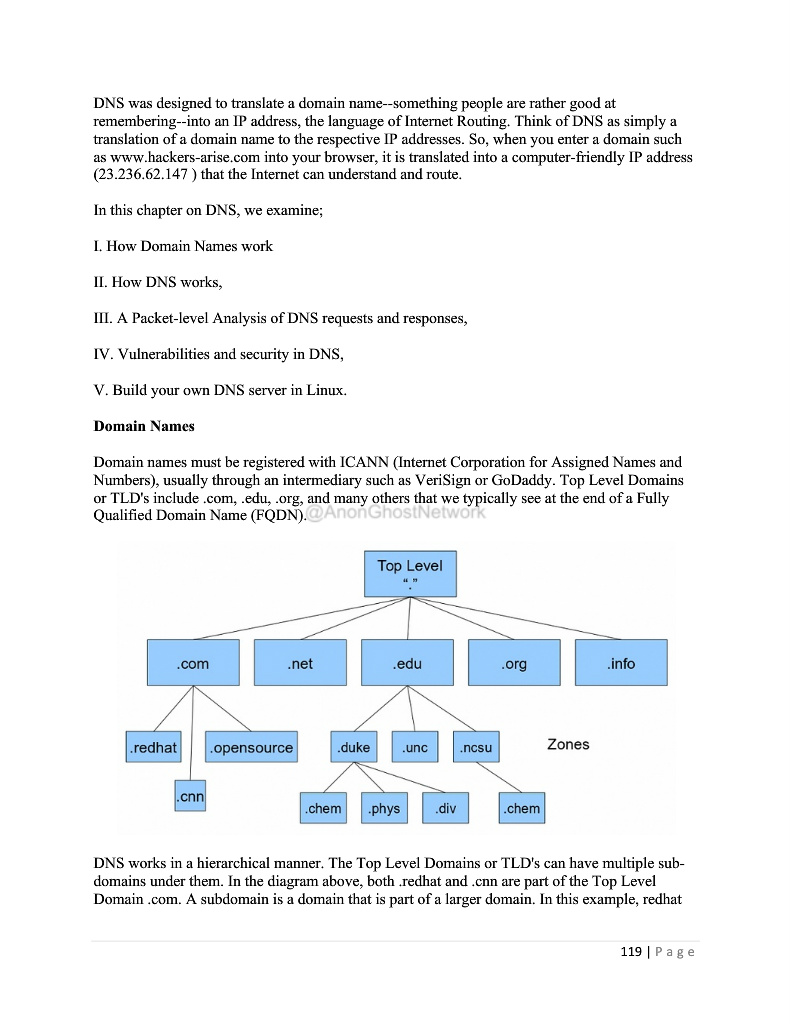 DNS was designed to translate a domain name--something people are rather good at
remembering--into an IP address, the language of Internet Routing. Think of DNS as simply a
translation of a domain name to the respective IP addresses. So, when you enter a domain such
as www.hackers-arise.com into your browser, it is translated into a computer-friendly IP address
(23.236.62.147 ) that the Internet can understand and route.
In this chapter on DNS, we examine;
I. How Domain Names work
II. How DNS works,
III. A Packet-level Analysis of DNS requests and responses,
IV. Vulnerabilities and security in DNS,
V. Build your own DNS server in Linux.
Domain Names
Domain names must be registered with ICANN (Internet Corporation for Assigned Names and
Numbers), usually through an intermediary such as VeriSign or GoDaddy. Top Level Domains
or TLD's include .com, .edu, .org, and many others that we typically see at the end of a Fully
Qualified Domain Name (FQDN). @AnonGhostNetwork
Top Level
“.”
.com .net .edu .org .info
.redhat .opensource .duke .unc .ncsu Zones
.cnn
.chem .phys .div .chem
DNS works in a hierarchical manner. The Top Level Domains or TLD's can have multiple sub-
domains under them. In the diagram above, both .redhat and .cnn are part of the Top Level
Domain .com. A subdomain is a domain that is part of a larger domain. In this example, redhat
119 | P a g e